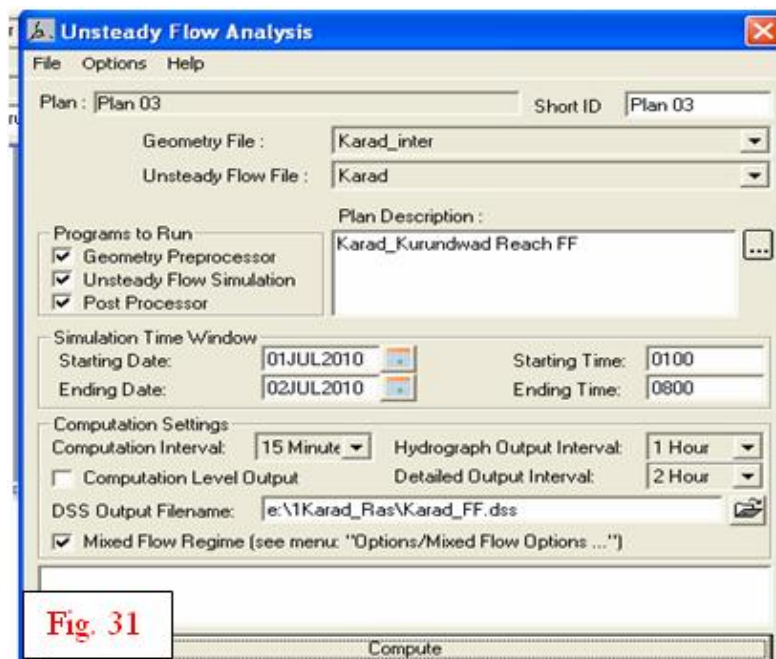 Unsteady Flow Analysis
File Options Help
Plan : Plan 03 Short ID Plan 03
Geometry File : Karad_inter
Unsteady Flow File : Karad
Plan Description :
Karad_Kurundwad Reach FF
...
Programs to Run
Geometry Preprocessor
Unsteady Flow Simulation
Post Processor
Simulation Time Window
Starting Date: 01JUL2010 Starting Time: 0100
Ending Date: 02JUL2010 Ending Time: 0800
Computation Settings
Computation Interval: 15 Minute Hydrograph Output Interval: 1 Hour
Computation Level Output Detailed Output Interval: 2 Hour
DSS Output Filename: e:\1Karad_Ras\Karad_FF.dss
Mixed Flow Regime (see menu: "Options/Mixed Flow Options ...")
Fig. 31
Compute